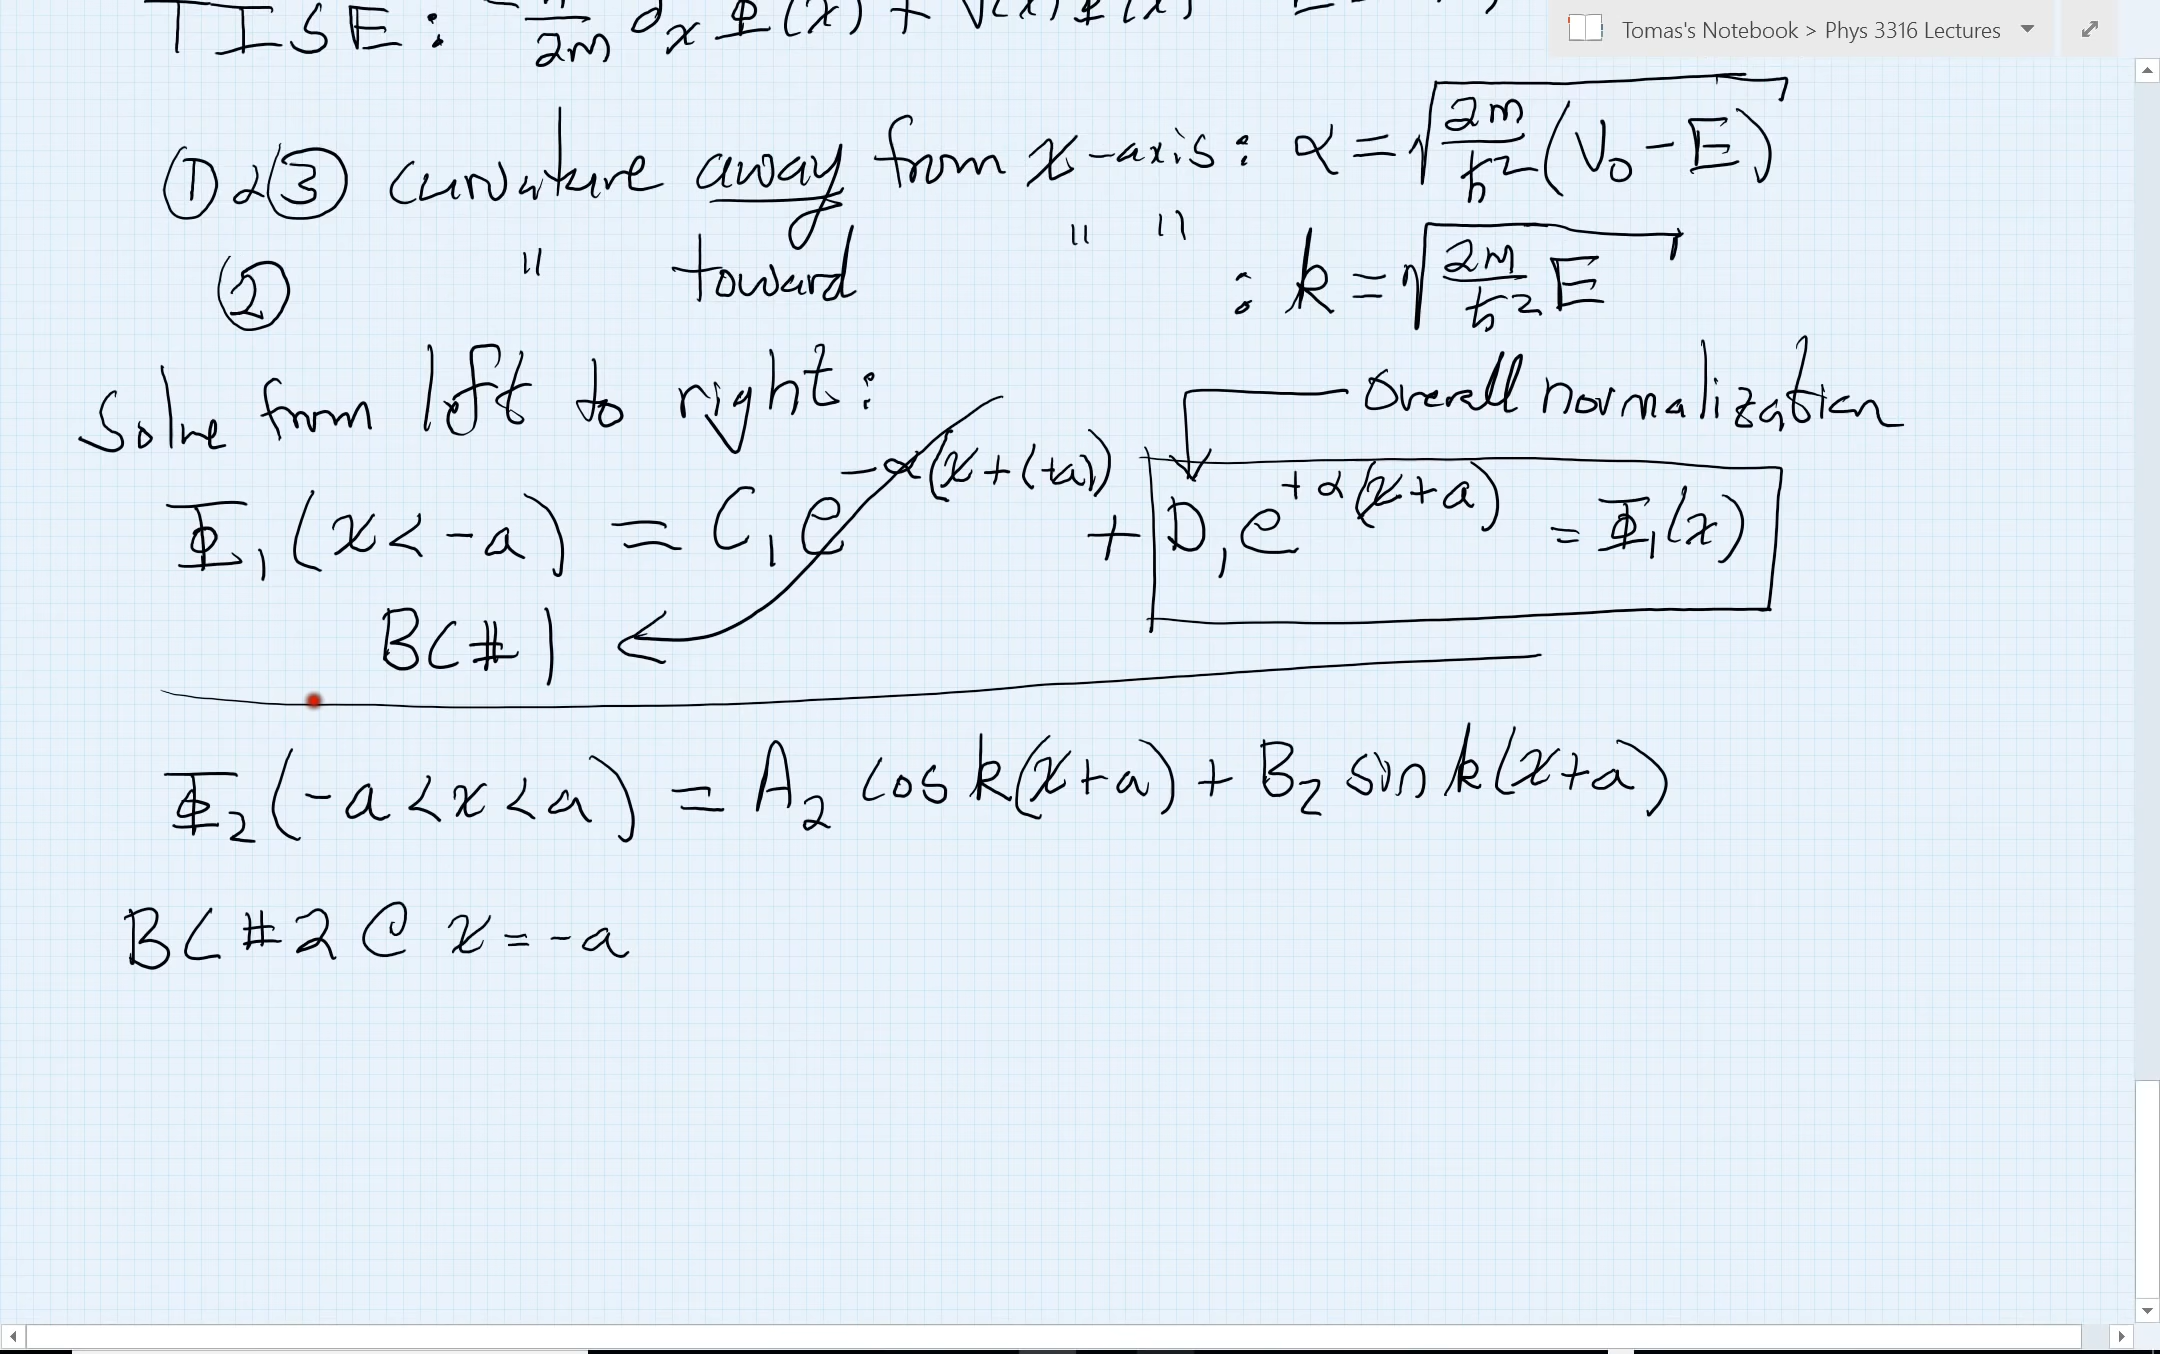 Tomas's Notebook > Phys 3316 Lectures
TISE:
① & ③ curvature away from x-axis: α = √(2m/ħ² (V₀ - E))
② " toward " " : k = √(2m/ħ² E)
Solve from left to right:
Overall normalization
Φ₁(x < -a) = C₁e^(-α(x+(+a))) + D₁e^(+α(x+a)) = Φ₁(x)
BC#1
Φ₂(-a < x < a) = A₂ cos k(x+a) + B₂ sin k(x+a)
BC #2 @ x = -a